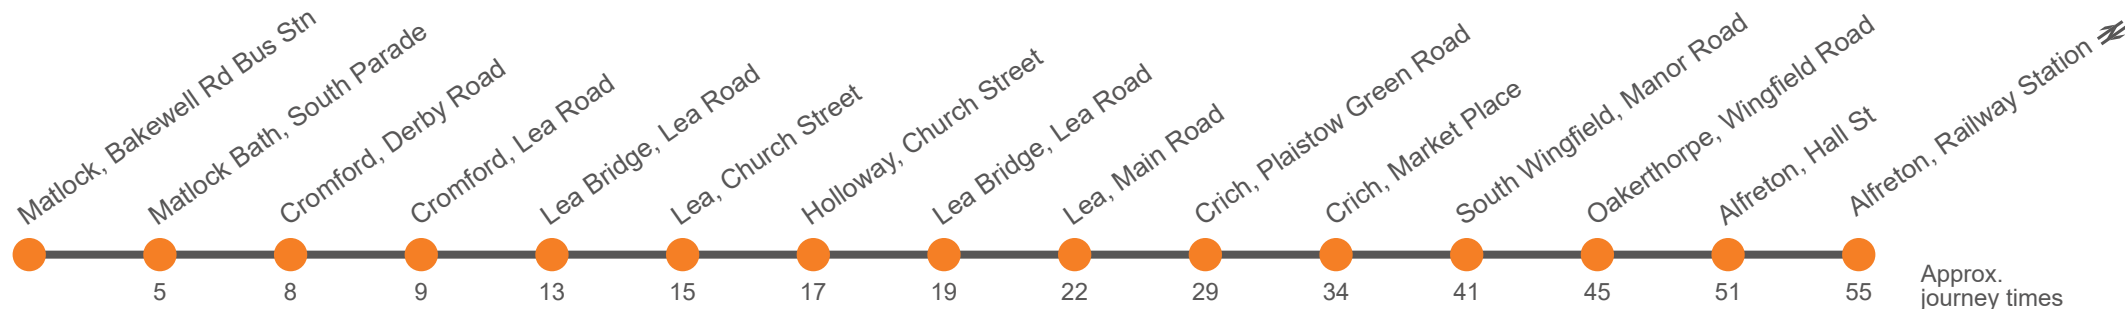 Matlock, Bakewell Rd Bus Stn
Matlock Bath, South Parade
Cromford, Derby Road
Cromford, Lea Road
Lea Bridge, Lea Road
Lea, Church Street
Holloway, Church Street
Lea Bridge, Lea Road
Lea, Main Road
Crich, Plaistow Green Road
Crich, Market Place
South Wingfield, Manor Road
Oakerthorpe, Wingfield Road
Alfreton, Hall St
Alfreton, Railway Station
5
8
9
13
15
17
19
22
29
34
41
45
51
55
Approx.
journey times